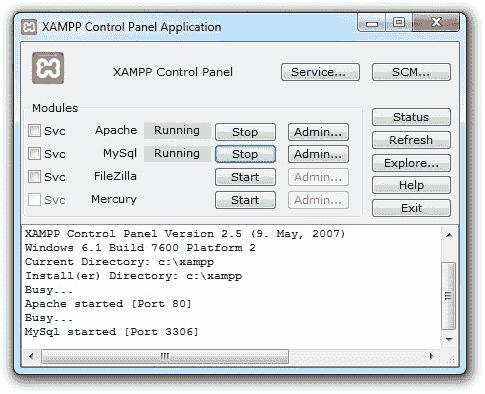 XAMPP Control Panel Application
XAMPP Control Panel Service... SCM...
Modules
Svc Apache Running Stop Admin...
Svc MySql Running Stop Admin...
Svc FileZilla Start Admin...
Svc Mercury Start Admin...
Status
Refresh
Explore...
Help
Exit
XAMPP Control Panel Version 2.5 (9. May, 2007)
Windows 6.1 Build 7600 Platform 2
Current Directory: c:\xampp
Install(er) Directory: c:\xampp
Busy...
Apache started [Port 80]
Busy...
MySql started [Port 3306]